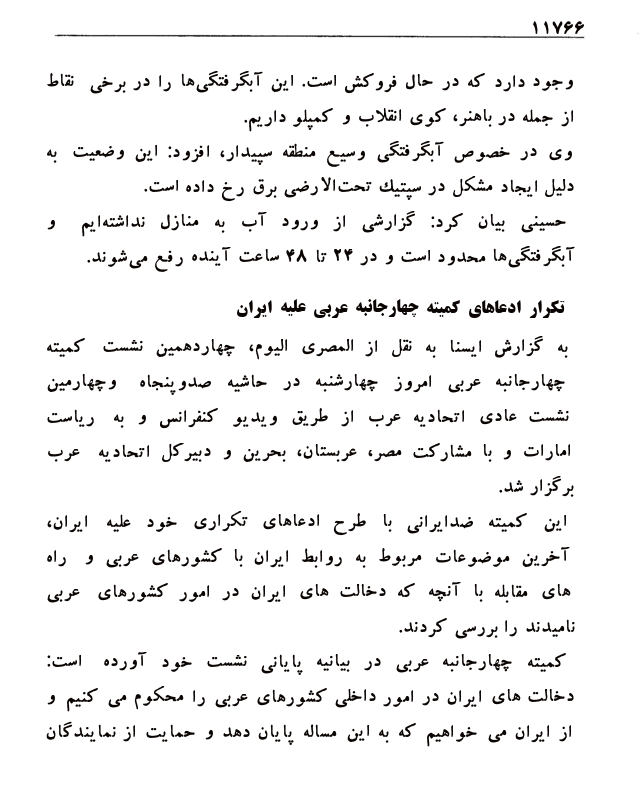 ۱۱۷۶۶
وجود دارد که در حال فروکش است. این آبگرفتگی‌ها را در برخی نقاط
از جمله در باهنر، کوی انقلاب و کمپلو داریم.
وی در خصوص آبگرفتگی وسیع منطقه سپیدار، افزود: این وضعیت به
دلیل ایجاد مشکل در سپتیك تحت‌الارضی برق رخ داده است.
حسینی بیان کرد: گزارشی از ورود آب به منازل نداشته‌ایم و
آبگرفتگی‌ها محدود است و در ۲۴ تا ۴۸ ساعت آینده رفع می‌شوند.
تکرار ادعاهای کمیته چهارجانبه عربی علیه ایران
به گزارش ایسنا به نقل از المصری الیوم، چهاردهمین نشست کمیته
چهارجانبه عربی امروز چهارشنبه در حاشیه صدوپنجاه وچهارمین
نشست عادی اتحادیه عرب از طریق ویدیو کنفرانس و به ریاست
امارات و با مشارکت مصر، عربستان، بحرین و دبیرکل اتحادیه عرب
برگزار شد.
این کمیته ضدایرانی با طرح ادعاهای تکراری خود علیه ایران،
آخرین موضوعات مربوط به روابط ایران با کشورهای عربی و راه
های مقابله با آنچه که دخالت های ایران در امور کشورهای عربی
نامیدند را بررسی کردند.
کمیته چهارجانبه عربی در بیانیه پایانی نشست خود آورده است:
دخالت های ایران در امور داخلی کشورهای عربی را محکوم می کنیم و
از ایران می خواهیم که به این مساله پایان دهد و حمایت از نمایندگان